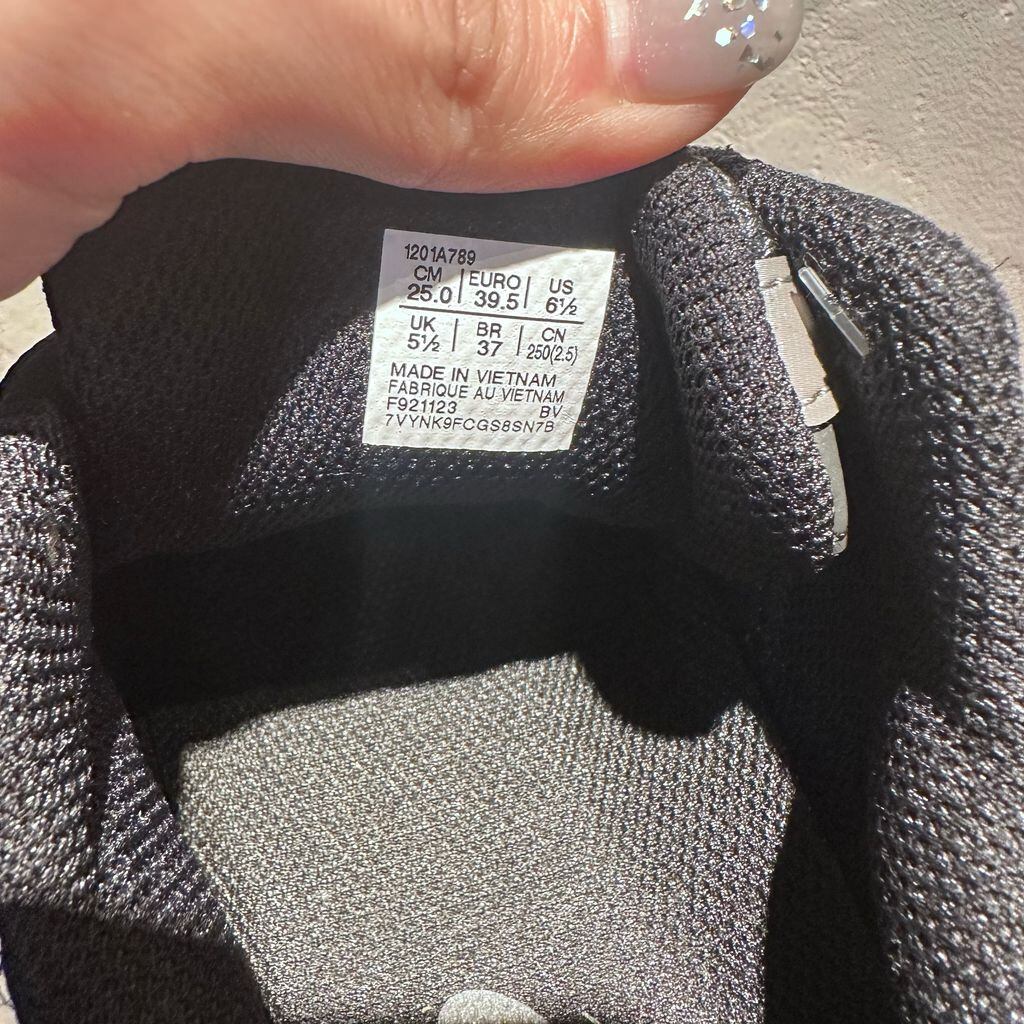 1201A789
CM EURO US
25.0 39.5 6½
UK BR CN
5½ 37 250(2.5)
MADE IN VIETNAM
FABRIQUE AU VIETNAM
F921123 BV
7VYNK9FCGS8SN7B